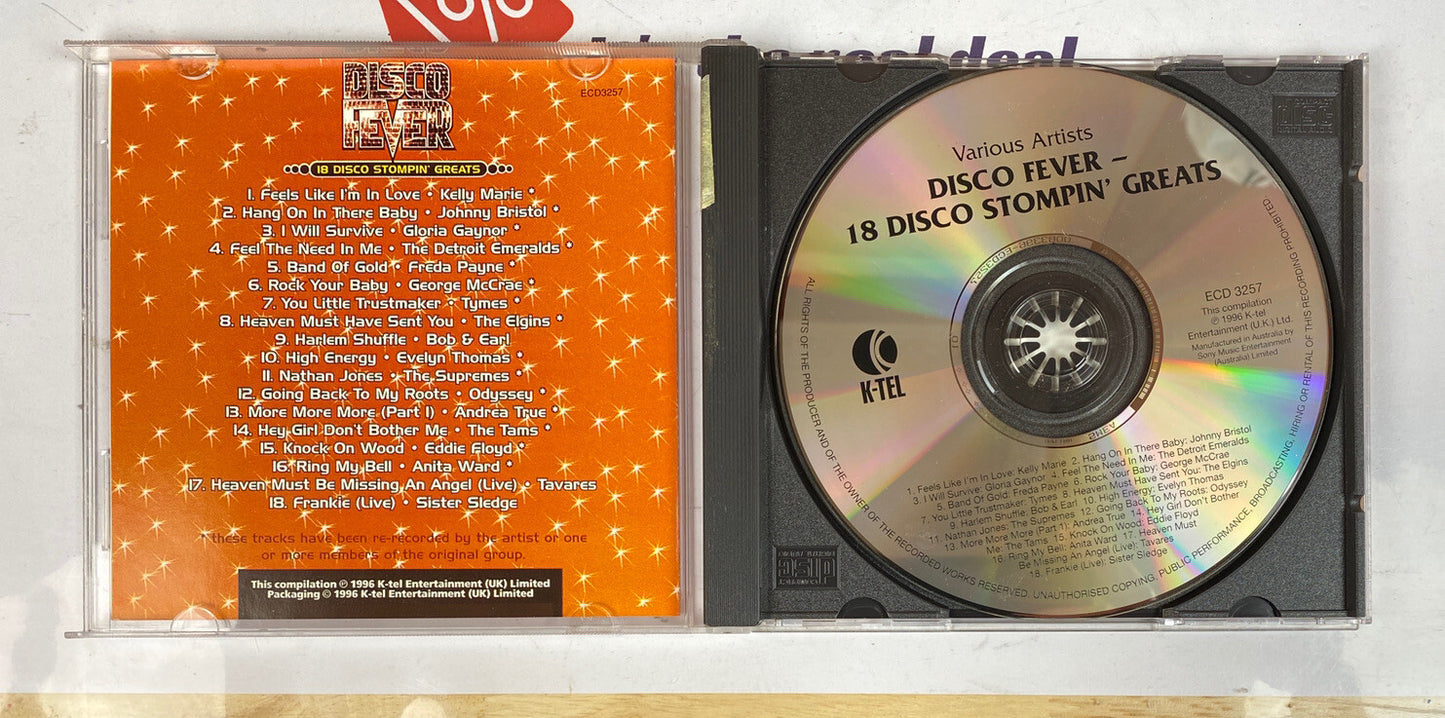 the real deal
DISCO
FEVER
ECD3257
18 DISCO STOMPIN' GREATS
1. Feels Like I'm In Love • Kelly Marie *
2. Hang On In There Baby • Johnny Bristol *
3. I Will Survive • Gloria Gaynor *
4. Feel The Need In Me • The Detroit Emeralds *
5. Band Of Gold • Freda Payne *
6. Rock Your Baby • George McCrae *
7. You Little Trustmaker • Tymes *
8. Heaven Must Have Sent You • The Elgins *
9. Harlem Shuffle • Bob & Earl
10. High Energy • Evelyn Thomas *
11. Nathan Jones • The Supremes *
12. Going Back To My Roots • Odyssey *
13. More More More (Part 1) • Andrea True *
14. Hey Girl Don't Bother Me • The Tams *
15. Knock On Wood • Eddie Floyd *
16. Ring My Bell • Anita Ward *
17. Heaven Must Be Missing An Angel (Live) • Tavares
18. Frankie (Live) • Sister Sledge
* these tracks have been re-recorded by the artist or one
or more members of the original group.
This compilation ℗ 1996 K-tel Entertainment (UK) Limited
Packaging © 1996 K-tel Entertainment (UK) Limited
COMPACT
DISC
DIGITAL AUDIO
Various Artists
DISCO FEVER –
18 DISCO STOMPIN' GREATS
K-TEL
ECD 3257
This compilation
℗ 1996 K-tel
Entertainment (U.K.) Ltd.
Manufactured in Australia by
Sony Music Entertainment
(Australia) Limited
1. Feels Like I'm In Love: Kelly Marie 2. Hang On In There Baby: Johnny Bristol
3. I Will Survive: Gloria Gaynor 4. Feel The Need In Me: The Detroit Emeralds
5. Band Of Gold: Freda Payne 6. Rock Your Baby: George McCrae
7. You Little Trustmaker: Tymes 8. Heaven Must Have Sent You: The Elgins
9. Harlem Shuffle: Bob & Earl 10. High Energy: Evelyn Thomas
11. Nathan Jones: The Supremes 12. Going Back To My Roots: Odyssey
13. More More More (Part 1): Andrea True 14. Hey Girl Don't Bother
Me: The Tams 15. Knock On Wood: Eddie Floyd
16. Ring My Bell: Anita Ward 17. Heaven Must
Be Missing An Angel (Live): Tavares
18. Frankie (Live): Sister Sledge
ALL RIGHTS OF THE PRODUCER AND OF THE OWNER OF THE RECORDED WORKS RESERVED. UNAUTHORISED COPYING, PUBLIC PERFORMANCE, BROADCASTING, HIRING OR RENTAL OF THIS RECORDING PROHIBITED
COMPACT
DISC
DIGITAL AUDIO